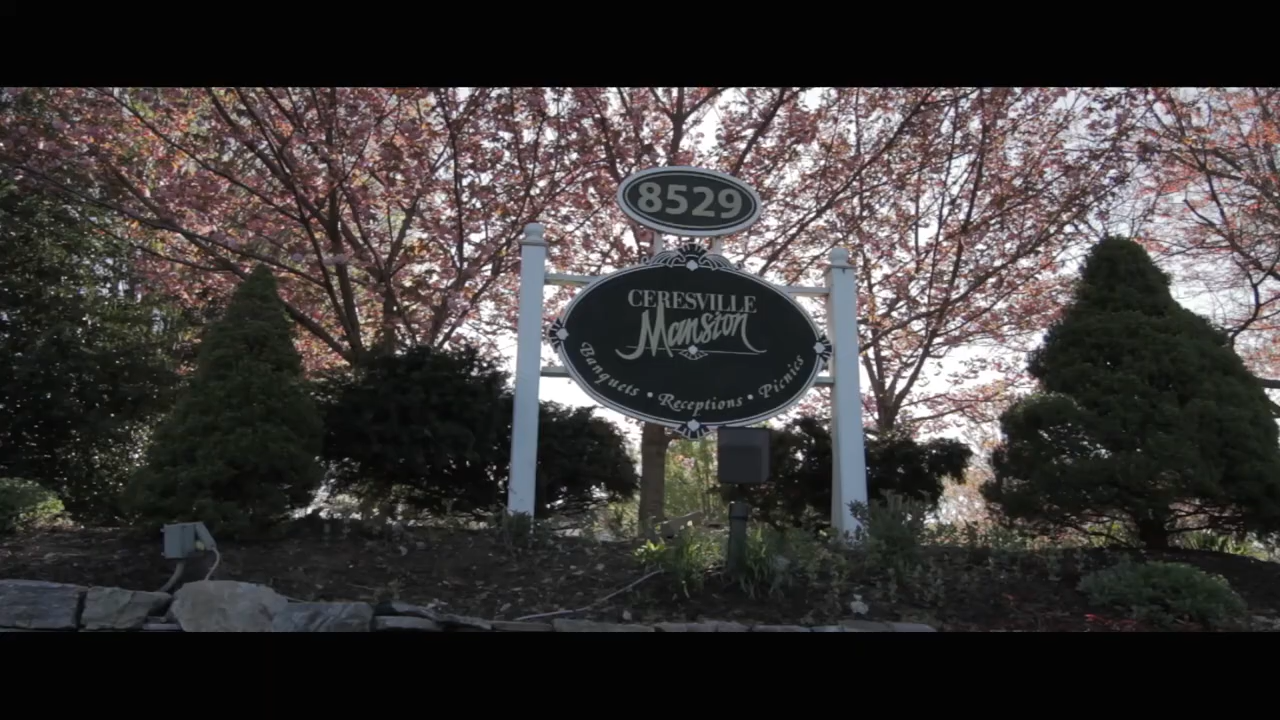 8529
CERESVILLE
Mansion
Banquets • Receptions • Picnics